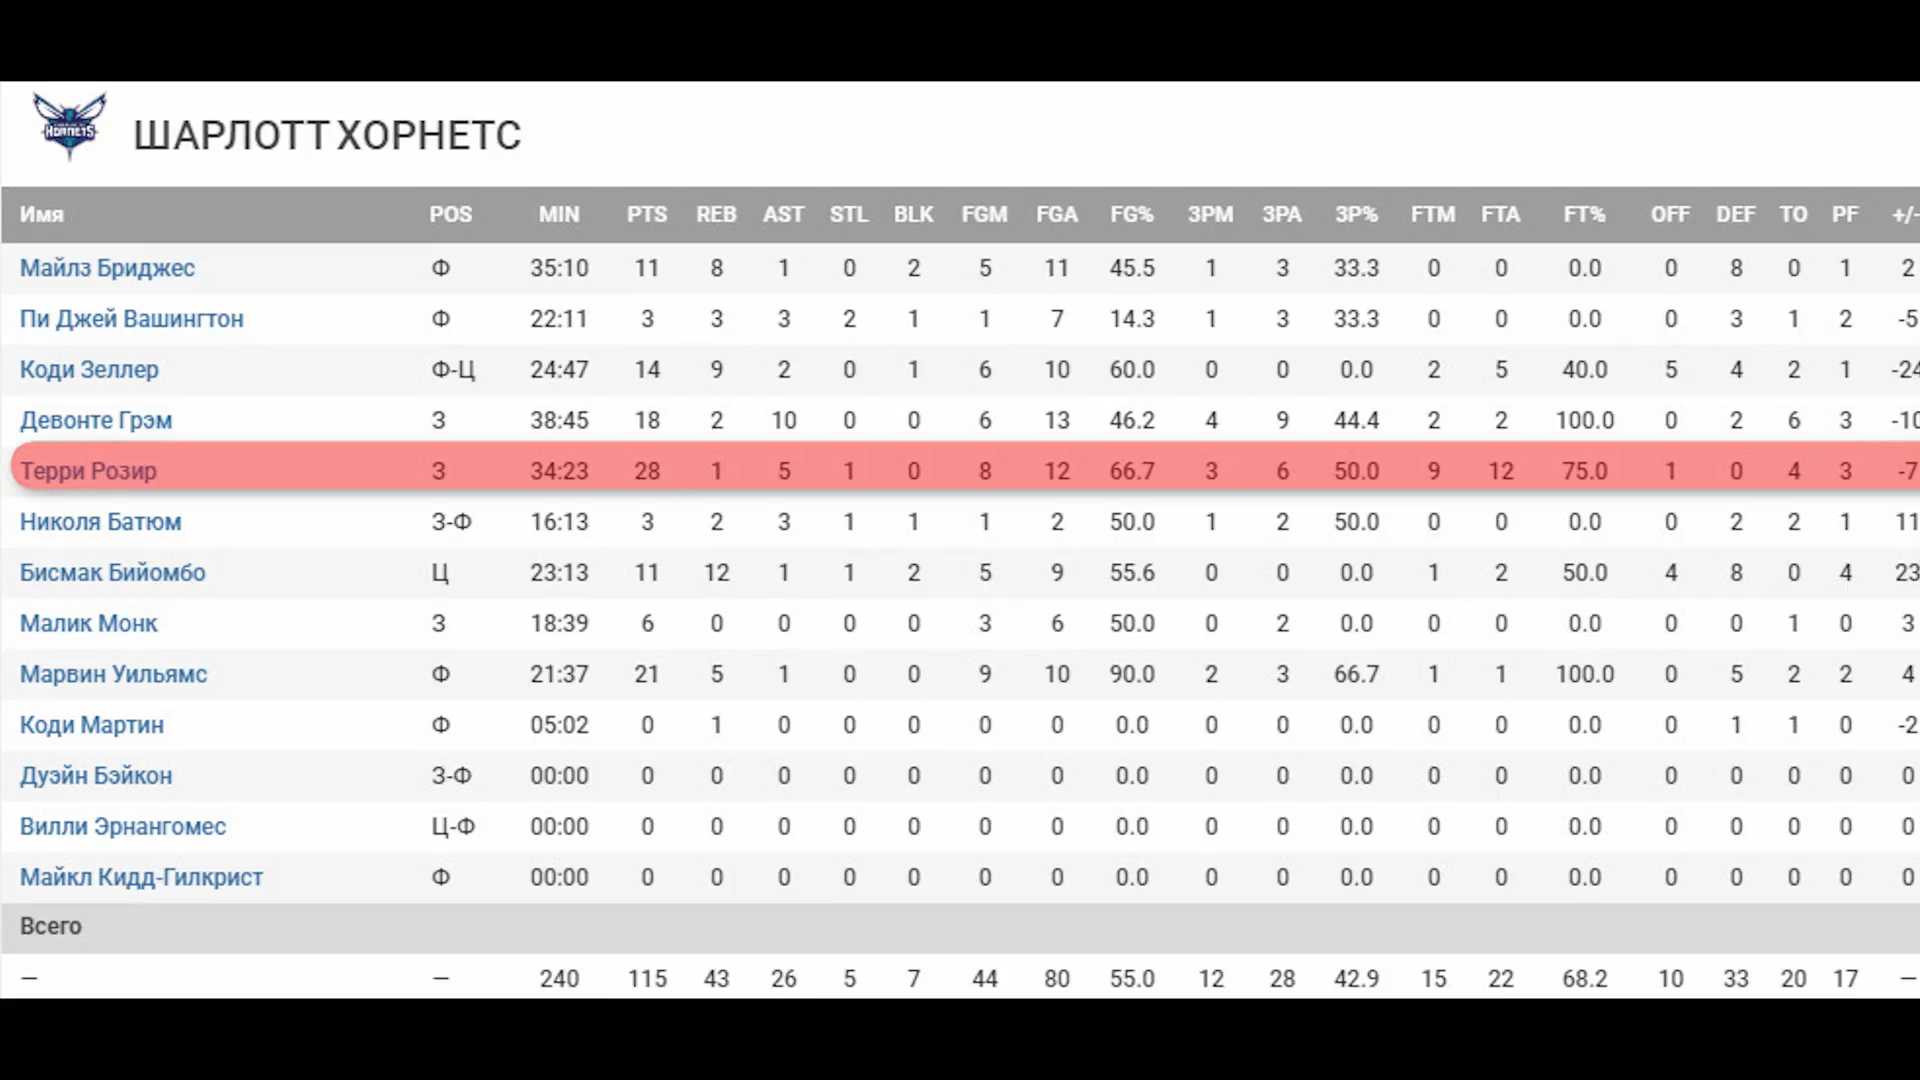 HORNETS
ШАРЛОТТ ХОРНЕТС
Имя POS MIN PTS REB AST STL BLK FGM FGA FG% 3PM 3PA 3P% FTM FTA FT% OFF DEF TO PF +/-
Майлз Бриджес Ф 35:10 11 8 1 0 2 5 11 45.5 1 3 33.3 0 0 0.0 0 8 0 1 2
Пи Джей Вашингтон Ф 22:11 3 3 3 2 1 1 7 14.3 1 3 33.3 0 0 0.0 0 3 1 2 -5
Коди Зеллер Ф-Ц 24:47 14 9 2 0 1 6 10 60.0 0 0 0.0 2 5 40.0 5 4 2 1 -24
Девонте Грэм З 38:45 18 2 10 0 0 6 13 46.2 4 9 44.4 2 2 100.0 0 2 6 3 -10
Терри Розир З 34:23 28 1 5 1 0 8 12 66.7 3 6 50.0 9 12 75.0 1 0 4 3 -7
Николя Батюм З-Ф 16:13 3 2 3 1 1 1 2 50.0 1 2 50.0 0 0 0.0 0 2 2 1 11
Бисмак Бийомбо Ц 23:13 11 12 1 1 2 5 9 55.6 0 0 0.0 1 2 50.0 4 8 0 4 23
Малик Монк З 18:39 6 0 0 0 0 3 6 50.0 0 2 0.0 0 0 0.0 0 0 1 0 3
Марвин Уильямс Ф 21:37 21 5 1 0 0 9 10 90.0 2 3 66.7 1 1 100.0 0 5 2 2 4
Коди Мартин Ф 05:02 0 1 0 0 0 0 0 0.0 0 0 0.0 0 0 0.0 0 1 1 0 -2
Дуэйн Бэйкон З-Ф 00:00 0 0 0 0 0 0 0 0.0 0 0 0.0 0 0 0.0 0 0 0 0 0
Вилли Эрнангомес Ц-Ф 00:00 0 0 0 0 0 0 0 0.0 0 0 0.0 0 0 0.0 0 0 0 0 0
Майкл Кидд-Гилкрист Ф 00:00 0 0 0 0 0 0 0 0.0 0 0 0.0 0 0 0.0 0 0 0 0 0
Всего
— — 240 115 43 26 5 7 44 80 55.0 12 28 42.9 15 22 68.2 10 33 20 17 —